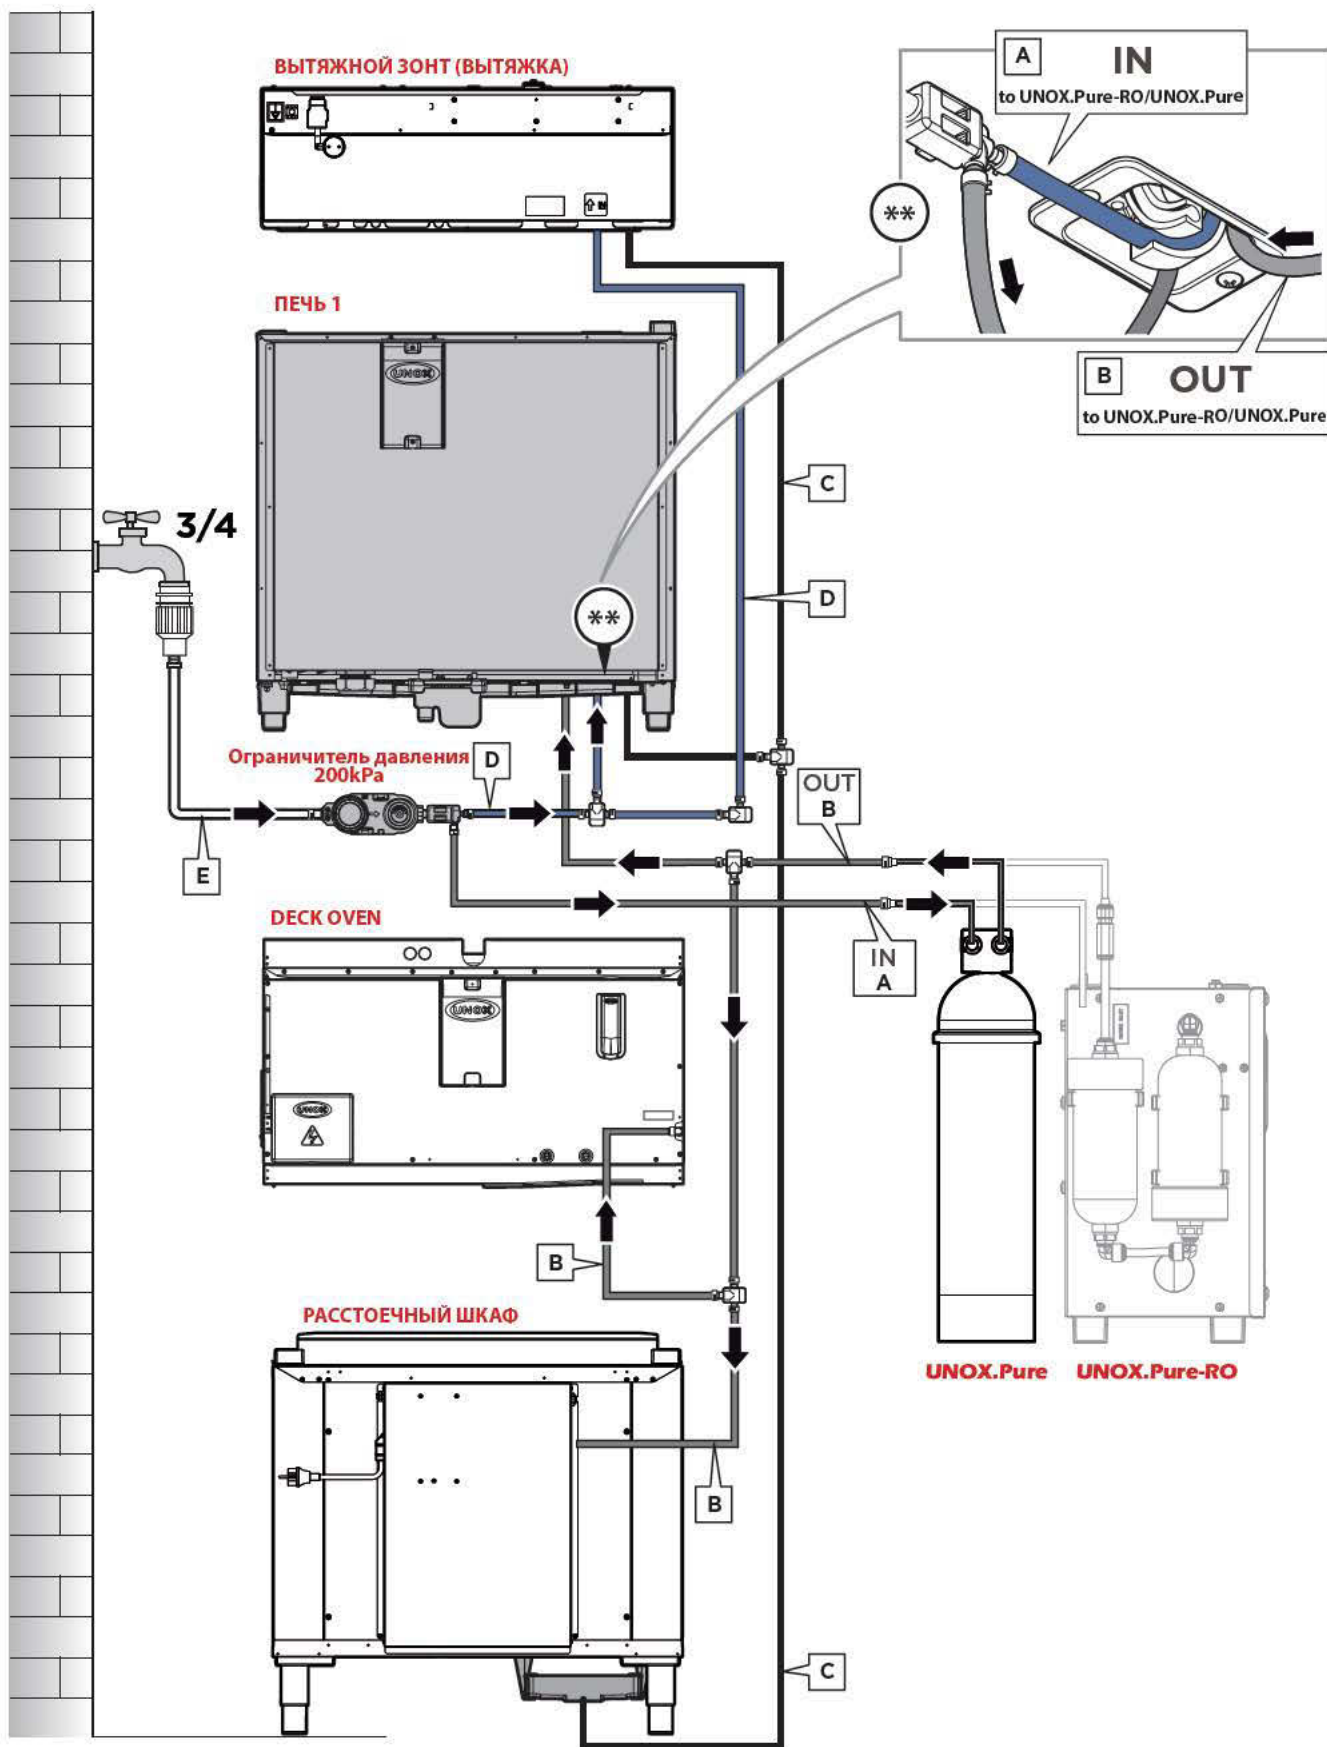 ВЫТЯЖНОЙ ЗОНТ (ВЫТЯЖКА)
A
IN
to UNOX.Pure-RO/UNOX.Pure
**
IN
B
OUT
to UNOX.Pure-RO/UNOX.Pure
ПЕЧЬ 1
UNOX
C
3/4
D
**
Ограничитель давления
200kPa
D
OUT
B
E
DECK OVEN
IN
A
UNOX
UNOX
B
РАССТОЕЧНЫЙ ШКАФ
UNOX.Pure
UNOX.Pure-RO
B
C